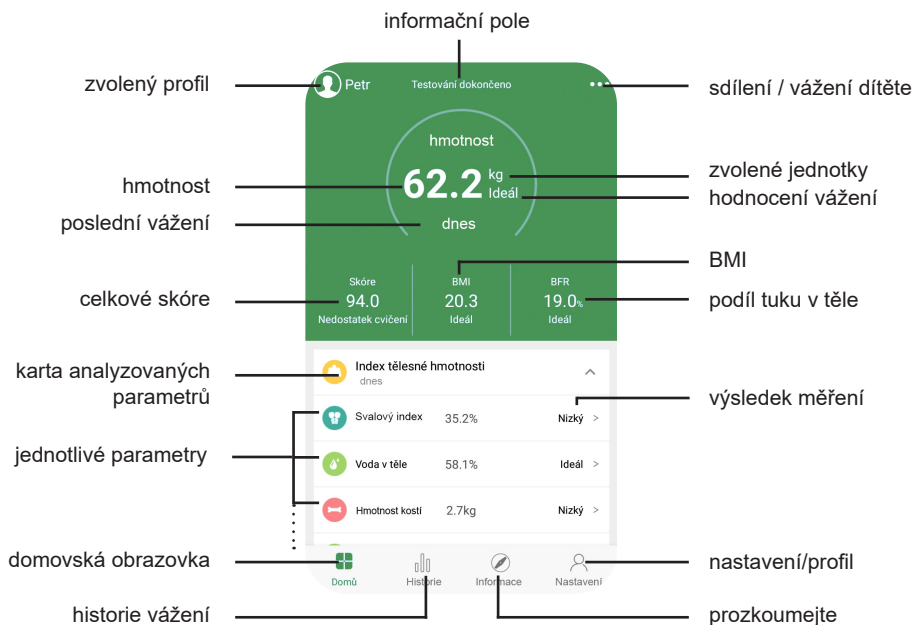 informační pole
zvolený profil
Petr
Testování dokončeno
sdílení / vážení dítěte
hmotnost
zvolené jednotky
hmotnost
62.2
kg
Ideál
hodnocení vážení
poslední vážení
dnes
BMI
celkové skóre
Skóre
94.0
Nedostatek cvičení
BMI
20.3
Ideál
BFR
19.0%
Ideál
podíl tuku v těle
karta analyzovaných
parametrů
Index tělesné hmotnosti
dnes
výsledek měření
jednotlivé parametry
Svalový index 35.2% Nizký >
Voda v těle 58.1% Ideál >
Hmotnost kostí 2.7kg Nizký >
domovská obrazovka
Domů
Historie
Informace
Nastavení
nastavení/profil
historie vážení
prozkoumejte